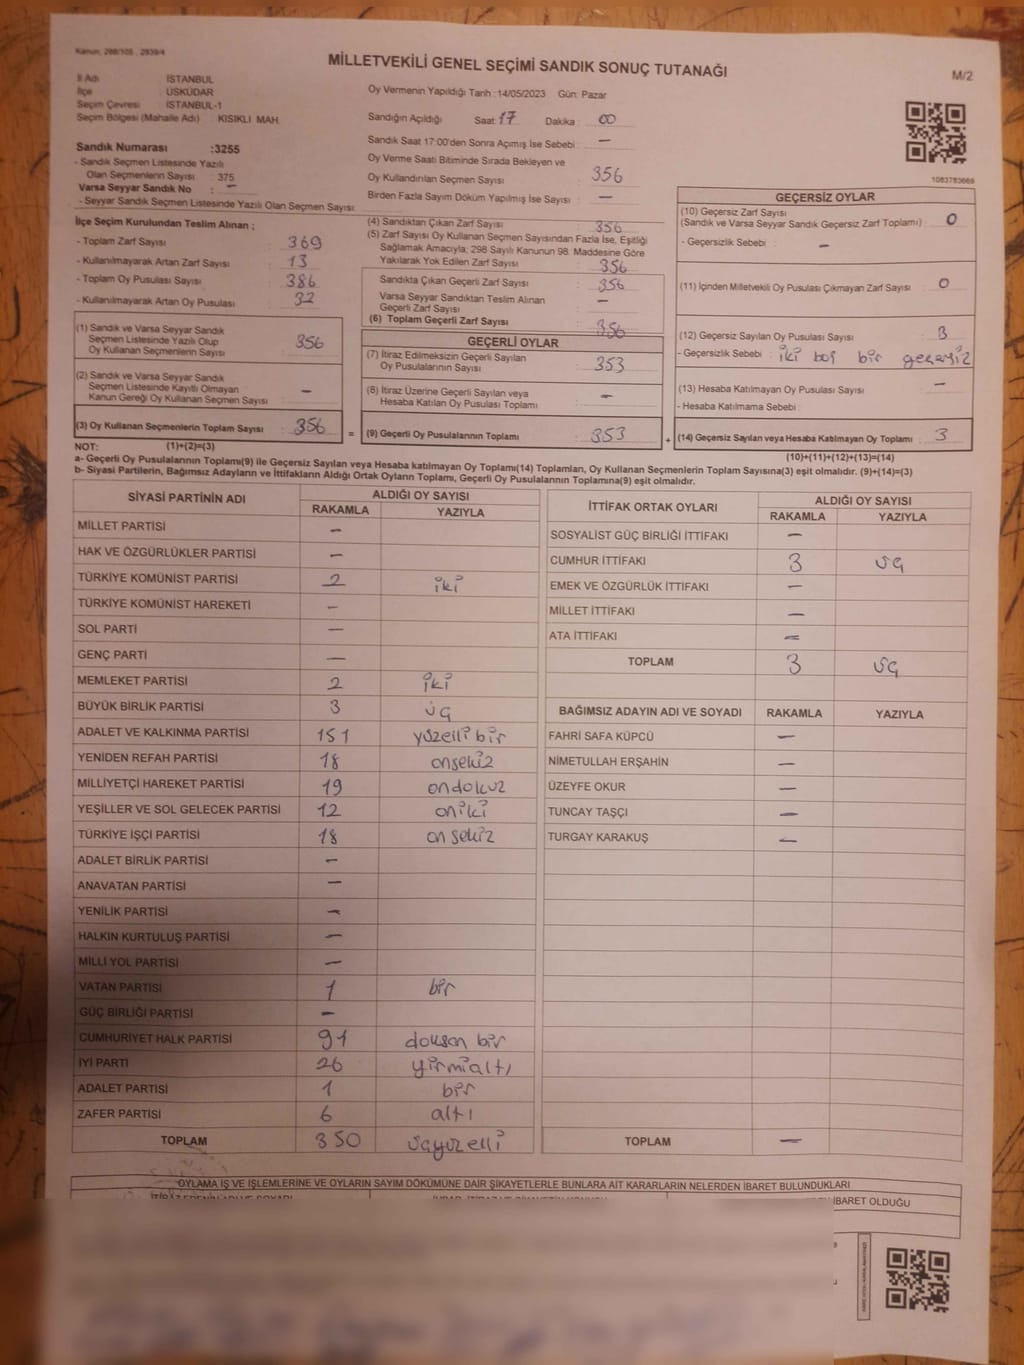 Kanun: 298/105 , 2839/4
MİLLETVEKİLİ GENEL SEÇİMİ SANDIK SONUÇ TUTANAĞI
M/2
İl Adı : İSTANBUL
İlçe : ÜSKÜDAR
Seçim Çevresi : İSTANBUL-1
Seçim Bölgesi (Mahalle Adı) : KISIKLI MAH.
Sandık Numarası :3255
- Sandık Seçmen Listesinde Yazılı
Olan Seçmenlerin Sayısı : 375
Varsa Seyyar Sandık No : -
- Seyyar Sandık Seçmen Listesinde Yazılı Olan Seçmen Sayısı:
Oy Vermenin Yapıldığı Tarih :14/05/2023 Gün: Pazar
Sandığın Açıldığı Saat: 17 Dakika : 00
Sandık Saat 17:00'den Sonra Açılmış İse Sebebi : -
Oy Verme Saati Bitiminde Sırada Bekleyen ve
Oy Kullandırılan Seçmen Sayısı : 356
Birden Fazla Sayım Döküm Yapılmış İse Sayısı : -
1083783669
İlçe Seçim Kurulundan Teslim Alınan ;
- Toplam Zarf Sayısı : 369
- Kullanılmayarak Artan Zarf Sayısı : 13
- Toplam Oy Pusulası Sayısı : 386
- Kullanılmayarak Artan Oy Pusulası : 32
(1) Sandık ve Varsa Seyyar Sandık
Seçmen Listesinde Yazılı Olup
Oy Kullanan Seçmenlerin Sayısı : 356
(2) Sandık ve Varsa Seyyar Sandık
Seçmen Listesinde Kayıtlı Olmayan
Kanun Gereği Oy Kullanan Seçmen Sayısı : -
(3) Oy Kullanan Seçmenlerin Toplam Sayısı : 356
(4) Sandıktan Çıkan Zarf Sayısı : 356
(5) Zarf Sayısı Oy Kullanan Seçmen Sayısından Fazla İse, Eşitliği
Sağlamak Amacıyla, 298 Sayılı Kanunun 98. Maddesine Göre
Yakılarak Yok Edilen Zarf Sayısı : 356
Sandıkta Çıkan Geçerli Zarf Sayısı : 356
Varsa Seyyar Sandıktan Teslim Alınan
Geçerli Zarf Sayısı : -
(6) Toplam Geçerli Zarf Sayısı : 356
GEÇERLİ OYLAR
(7) İtiraz Edilmeksizin Geçerli Sayılan
Oy Pusulalarının Sayısı : 353
(8) İtiraz Üzerine Geçerli Sayılan veya
Hesaba Katılan Oy Pusulası Toplamı : -
= (9) Geçerli Oy Pusulalarının Toplamı : 353
GEÇERSİZ OYLAR
(10) Geçersiz Zarf Sayısı
(Sandık ve Varsa Seyyar Sandık Geçersiz Zarf Toplamı) : 0
- Geçersizlik Sebebi : -
(11) İçinden Milletvekili Oy Pusulası Çıkmayan Zarf Sayısı : 0
(12) Geçersiz Sayılan Oy Pusulası Sayısı : 3
- Geçersizlik Sebebi : iki boş bir geçersiz
(13) Hesaba Katılmayan Oy Pusulası Sayısı : -
- Hesaba Katılmama Sebebi :
+ (14) Geçersiz Sayılan veya Hesaba Katılmayan Oy Toplamı : 3
NOT: (1)+(2)=(3)
(10)+(11)+(12)+(13)=(14)
a- Geçerli Oy Pusulalarının Toplamı(9) ile Geçersiz Sayılan veya Hesaba katılmayan Oy Toplamı(14) Toplamları, Oy Kullanan Seçmenlerin Toplam Sayısına(3) eşit olmalıdır. (9)+(14)=(3)
b- Siyasi Partilerin, Bağımsız Adayların ve İttifakların Aldığı Ortak Oyların Toplamı, Geçerli Oy Pusulalarının Toplamına(9) eşit olmalıdır.
SİYASİ PARTİNİN ADI
ALDIĞI OY SAYISI
RAKAMLA YAZIYLA
MİLLET PARTİSİ -
HAK VE ÖZGÜRLÜKLER PARTİSİ -
TÜRKİYE KOMÜNİST PARTİSİ 2 iki
TÜRKİYE KOMÜNİST HAREKETİ -
SOL PARTİ -
GENÇ PARTİ -
MEMLEKET PARTİSİ 2 iki
BÜYÜK BİRLİK PARTİSİ 3 üç
ADALET VE KALKINMA PARTİSİ 151 yüzelli bir
YENİDEN REFAH PARTİSİ 18 onsekiz
MİLLİYETÇİ HAREKET PARTİSİ 19 ondokuz
YEŞİLLER VE SOL GELECEK PARTİSİ 12 oniki
TÜRKİYE İŞÇİ PARTİSİ 18 on sekiz
ADALET BİRLİK PARTİSİ -
ANAVATAN PARTİSİ -
YENİLİK PARTİSİ -
HALKIN KURTULUŞ PARTİSİ -
MİLLİ YOL PARTİSİ -
VATAN PARTİSİ 1 bir
GÜÇ BİRLİĞİ PARTİSİ -
CUMHURİYET HALK PARTİSİ 91 doksan bir
İYİ PARTİ 26 yirmialtı
ADALET PARTİSİ 1 bir
ZAFER PARTİSİ 6 altı
TOPLAM 350 üçyüzelli
İTTİFAK ORTAK OYLARI
ALDIĞI OY SAYISI
RAKAMLA YAZIYLA
SOSYALİST GÜÇ BİRLİĞİ İTTİFAKI -
CUMHUR İTTİFAKI 3 üç
EMEK VE ÖZGÜRLÜK İTTİFAKI -
MİLLET İTTİFAKI -
ATA İTTİFAKI -
TOPLAM 3 üç
BAĞIMSIZ ADAYIN ADI VE SOYADI RAKAMLA YAZIYLA
FAHRİ SAFA KÜPCÜ -
NİMETULLAH ERŞAHİN -
ÜZEYFE OKUR -
TUNCAY TAŞÇI -
TURGAY KARAKUŞ -
TOPLAM -
OYLAMA İŞ VE İŞLEMLERİNE VE OYLARIN SAYIM DÖKÜMÜNE DAİR ŞİKAYETLERLE BUNLARA AİT KARARLARIN NELERDEN İBARET BULUNDUKLARI
İBARET OLDUĞU